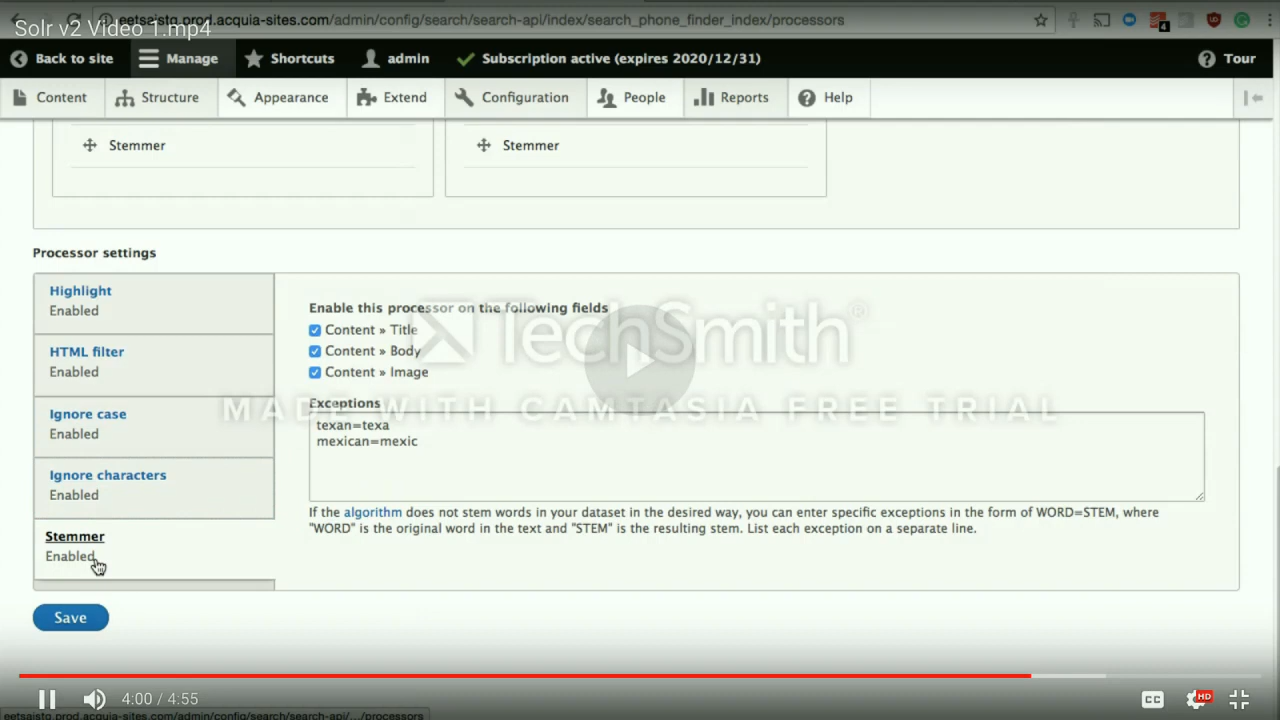 eetsaistg.prod.acquia-sites.com/admin/config/search/search-api/index/search_phone_finder_index/processors
Solr v2 Video 1.mp4
4
Back to site Manage Shortcuts admin Subscription active (expires 2020/12/31) Tour
Content Structure Appearance Extend Configuration People Reports Help
Stemmer Stemmer
Processor settings
Highlight
Enabled
HTML filter
Enabled
Ignore case
Enabled
Ignore characters
Enabled
Stemmer
Enabled
Enable this processor on the following fields
Content » Title
Content » Body
Content » Image
Exceptions
texan=texa
mexican=mexic
If the algorithm does not stem words in your dataset in the desired way, you can enter specific exceptions in the form of WORD=STEM, where
"WORD" is the original word in the text and "STEM" is the resulting stem. List each exception on a separate line.
TechSmith®
MADE WITH CAMTASIA FREE TRIAL
Save
4:00 / 4:55
CC HD
eetsaistg.prod.acquia-sites.com/admin/config/search/search-api/.../processors